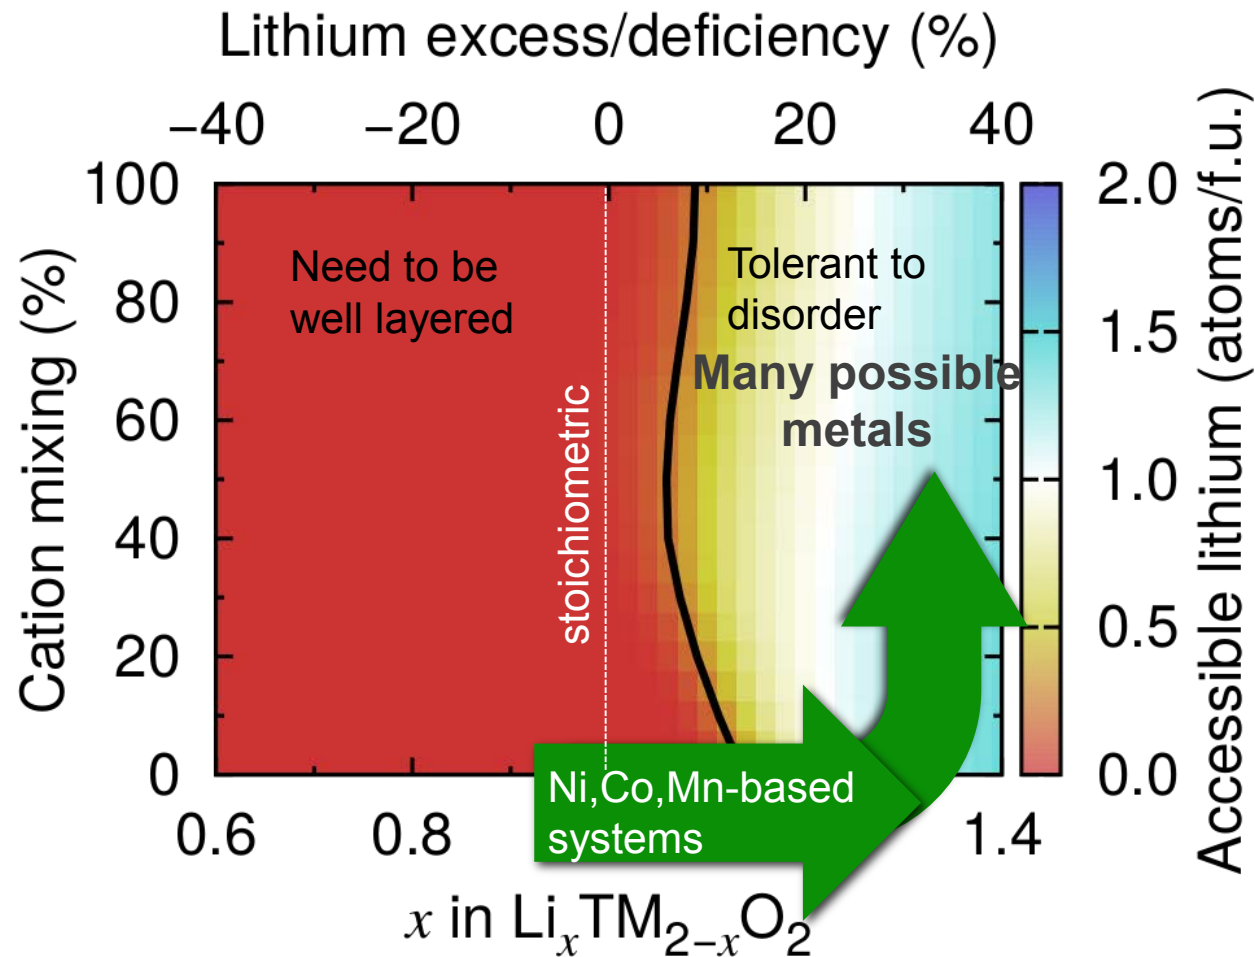 Lithium excess/deficiency (%)
−40 −20 0 20 40
100
80
60
40
20
0
Cation mixing (%)
Need to be
well layered
stoichiometric
Tolerant to
disorder
Many possible
metals
Ni,Co,Mn-based
systems
2.0
1.5
1.0
0.5
0.0
Accessible lithium (atoms/f.u.)
0.6 0.8 1.4
x in LiₓTM₂₋ₓO₂